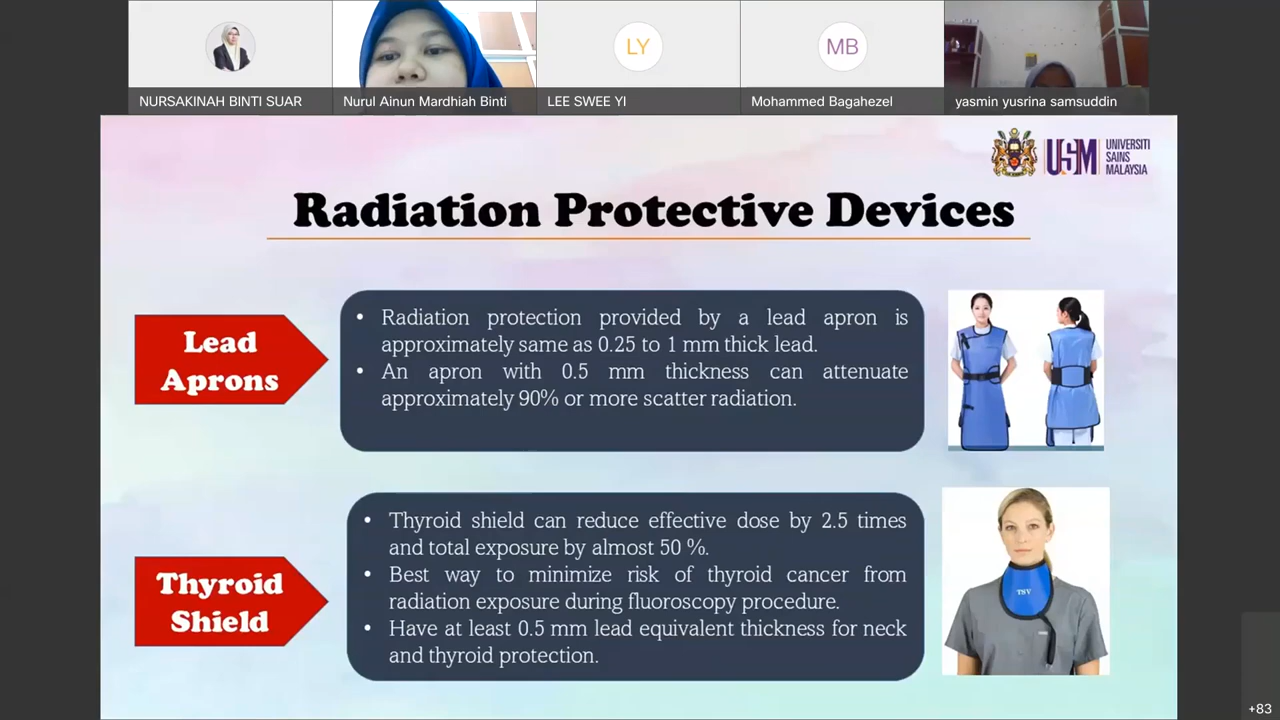 LY
MB
NURSAKINAH BINTI SUAR
Nurul Ainun Mardhiah Binti
LEE SWEE YI
Mohammed Bagahezel
yasmin yusrina samsuddin
USM
UNIVERSITI
SAINS
MALAYSIA
Radiation Protective Devices
Lead
Aprons
• Radiation protection provided by a lead apron is
approximately same as 0.25 to 1 mm thick lead.
• An apron with 0.5 mm thickness can attenuate
approximately 90% or more scatter radiation.
Thyroid
Shield
• Thyroid shield can reduce effective dose by 2.5 times
and total exposure by almost 50 %.
• Best way to minimize risk of thyroid cancer from
radiation exposure during fluoroscopy procedure.
• Have at least 0.5 mm lead equivalent thickness for neck
and thyroid protection.
TSV
+83